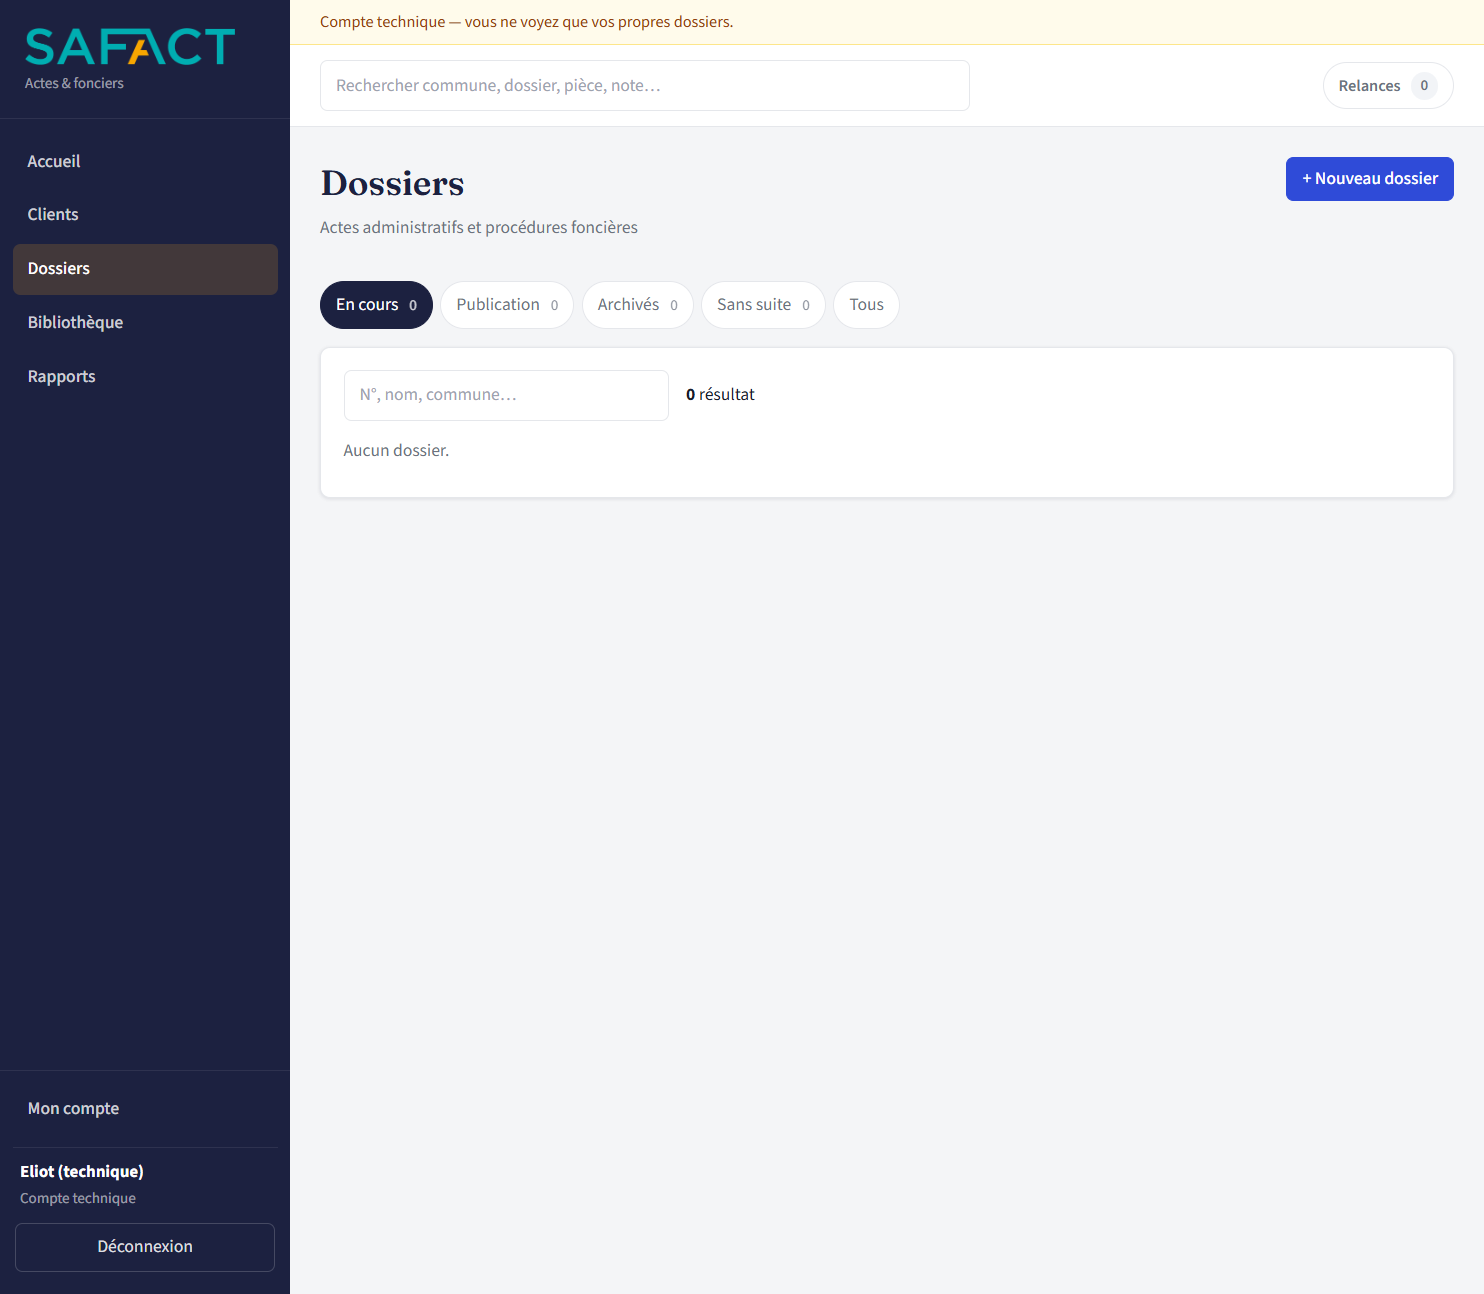 SAFACT
Actes & fonciers
Accueil
Clients
Dossiers
Bibliothèque
Rapports
Mon compte
Eliot (technique)
Compte technique
Déconnexion
Compte technique — vous ne voyez que vos propres dossiers.
Rechercher commune, dossier, pièce, note…
Relances 0
Dossiers
+ Nouveau dossier
Actes administratifs et procédures foncières
En cours 0 Publication 0 Archivés 0 Sans suite 0 Tous
N°, nom, commune… 0 résultat
Aucun dossier.